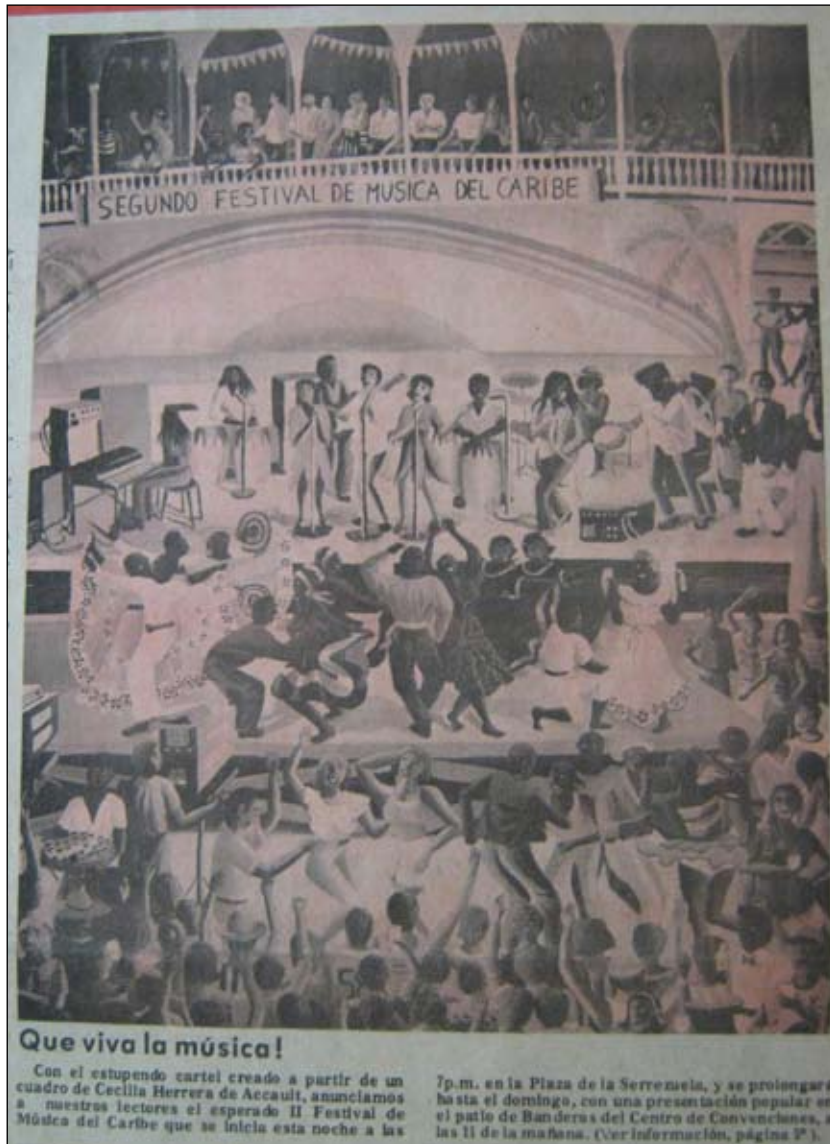 SEGUNDO FESTIVAL DE MUSICA DEL CARIBE
Que viva la música!
Con el estupendo cartel creado a partir de un
cuadro de Cecilia Herrera de Accault, anunciamos
a nuestros lectores el esperado II Festival de
Música del Caribe que se inicia esta noche a las
7p.m. en la Plaza de la Serrezuela, y se prolongará
hasta el domingo, con una presentación popular en
el patio de Banderas del Centro de Convenciones, a
las 11 de la mañana. (Ver información, página